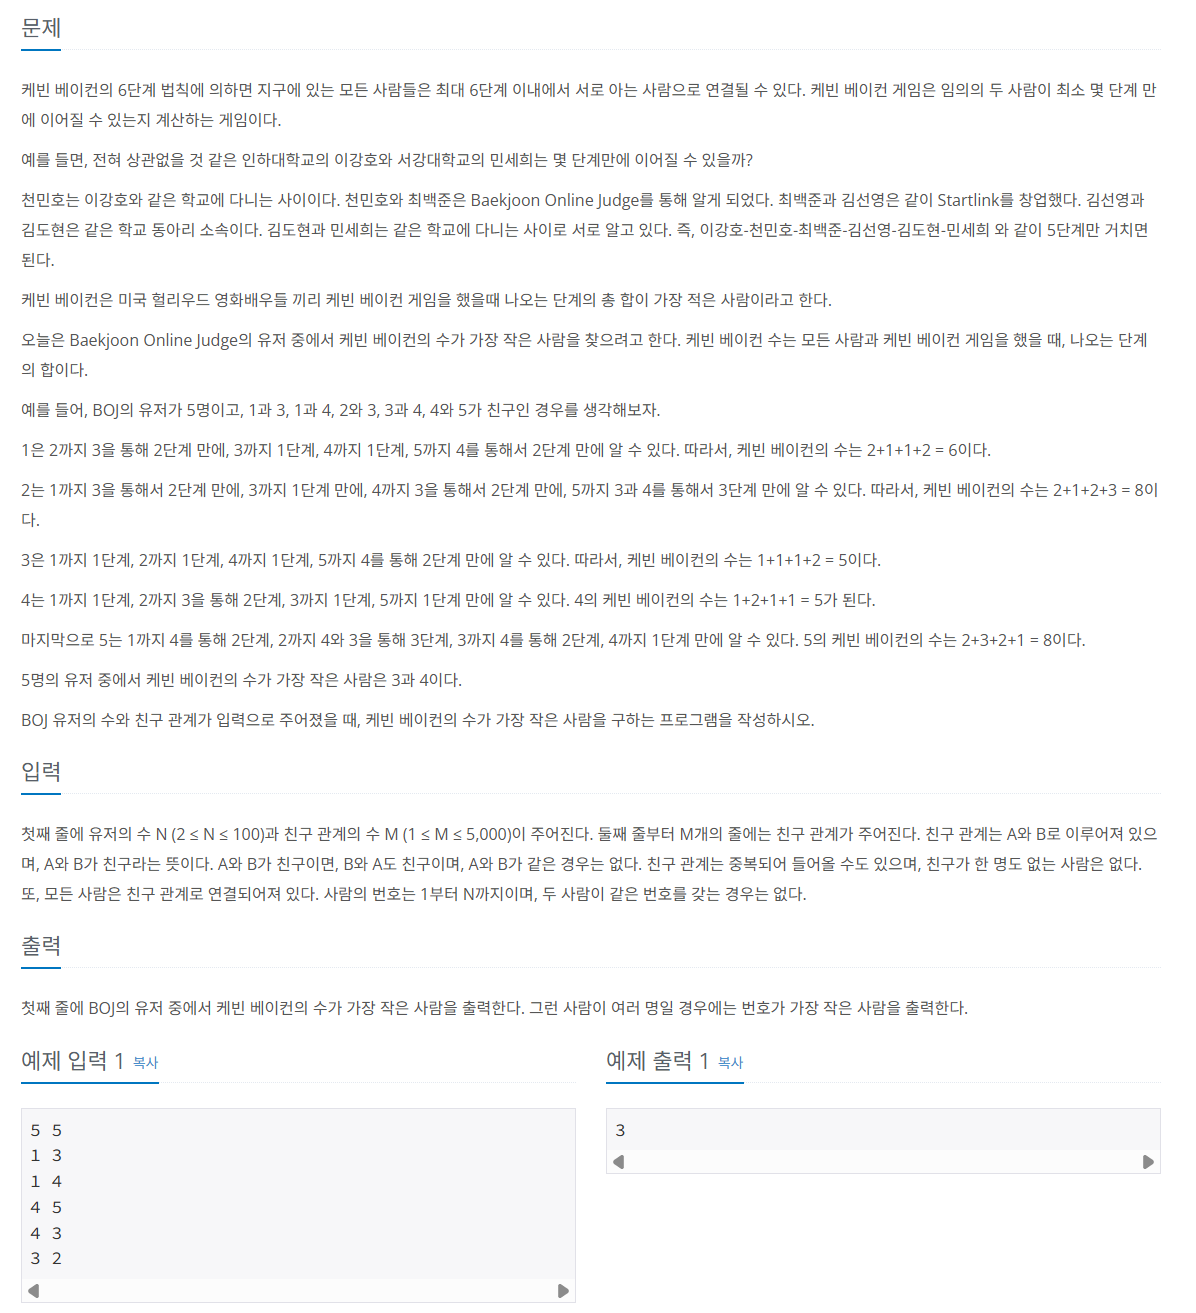 문제
케빈 베이컨의 6단계 법칙에 의하면 지구에 있는 모든 사람들은 최대 6단계 이내에서 서로 아는 사람으로 연결될 수 있다. 케빈 베이컨 게임은 임의의 두 사람이 최소 몇 단계 만
에 이어질 수 있는지 계산하는 게임이다.
예를 들면, 전혀 상관없을 것 같은 인하대학교의 이강호와 서강대학교의 민세희는 몇 단계만에 이어질 수 있을까?
천민호는 이강호와 같은 학교에 다니는 사이이다. 천민호와 최백준은 Baekjoon Online Judge를 통해 알게 되었다. 최백준과 김선영은 같이 Startlink를 창업했다. 김선영과
김도현은 같은 학교 동아리 소속이다. 김도현과 민세희는 같은 학교에 다니는 사이로 서로 알고 있다. 즉, 이강호-천민호-최백준-김선영-김도현-민세희 와 같이 5단계만 거치면
된다.
케빈 베이컨은 미국 헐리우드 영화배우들 끼리 케빈 베이컨 게임을 했을때 나오는 단계의 총 합이 가장 적은 사람이라고 한다.
오늘은 Baekjoon Online Judge의 유저 중에서 케빈 베이컨의 수가 가장 작은 사람을 찾으려고 한다. 케빈 베이컨 수는 모든 사람과 케빈 베이컨 게임을 했을 때, 나오는 단계
의 합이다.
예를 들어, BOJ의 유저가 5명이고, 1과 3, 1과 4, 2와 3, 3과 4, 4와 5가 친구인 경우를 생각해보자.
1은 2까지 3을 통해 2단계 만에, 3까지 1단계, 4까지 1단계, 5까지 4를 통해서 2단계 만에 알 수 있다. 따라서, 케빈 베이컨의 수는 2+1+1+2 = 6이다.
2는 1까지 3을 통해서 2단계 만에, 3까지 1단계 만에, 4까지 3을 통해서 2단계 만에, 5까지 3과 4를 통해서 3단계 만에 알 수 있다. 따라서, 케빈 베이컨의 수는 2+1+2+3 = 8이
다.
3은 1까지 1단계, 2까지 1단계, 4까지 1단계, 5까지 4를 통해 2단계 만에 알 수 있다. 따라서, 케빈 베이컨의 수는 1+1+1+2 = 5이다.
4는 1까지 1단계, 2까지 3을 통해 2단계, 3까지 1단계, 5까지 1단계 만에 알 수 있다. 4의 케빈 베이컨의 수는 1+2+1+1 = 5가 된다.
마지막으로 5는 1까지 4를 통해 2단계, 2까지 4와 3을 통해 3단계, 3까지 4를 통해 2단계, 4까지 1단계 만에 알 수 있다. 5의 케빈 베이컨의 수는 2+3+2+1 = 8이다.
5명의 유저 중에서 케빈 베이컨의 수가 가장 작은 사람은 3과 4이다.
BOJ 유저의 수와 친구 관계가 입력으로 주어졌을 때, 케빈 베이컨의 수가 가장 작은 사람을 구하는 프로그램을 작성하시오.
입력
첫째 줄에 유저의 수 N (2 ≤ N ≤ 100)과 친구 관계의 수 M (1 ≤ M ≤ 5,000)이 주어진다. 둘째 줄부터 M개의 줄에는 친구 관계가 주어진다. 친구 관계는 A와 B로 이루어져 있으
며, A와 B가 친구라는 뜻이다. A와 B가 친구이면, B와 A도 친구이며, A와 B가 같은 경우는 없다. 친구 관계는 중복되어 들어올 수도 있으며, 친구가 한 명도 없는 사람은 없다.
또, 모든 사람은 친구 관계로 연결되어져 있다. 사람의 번호는 1부터 N까지이며, 두 사람이 같은 번호를 갖는 경우는 없다.
출력
첫째 줄에 BOJ의 유저 중에서 케빈 베이컨의 수가 가장 작은 사람을 출력한다. 그런 사람이 여러 명일 경우에는 번호가 가장 작은 사람을 출력한다.
예제 입력 1 복사
5 5
1 3
1 4
4 5
4 3
3 2
예제 출력 1 복사
3